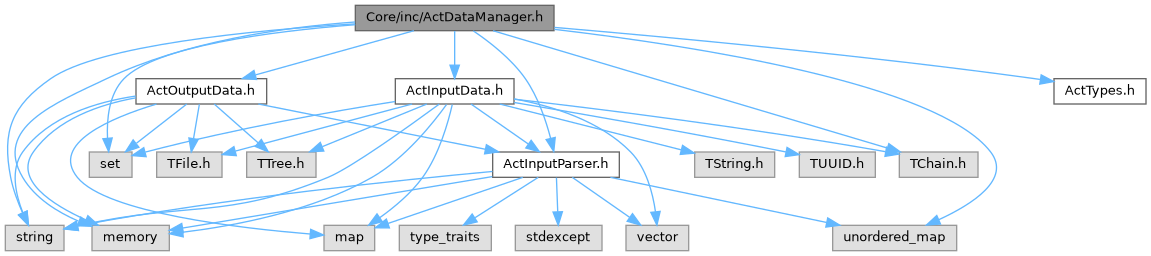 Core/inc/ActDataManager.h
ActOutputData.h
ActInputData.h
ActTypes.h
set
TFile.h
TTree.h
ActInputParser.h
TString.h
TUUID.h
TChain.h
string
memory
map
type_traits
stdexcept
vector
unordered_map